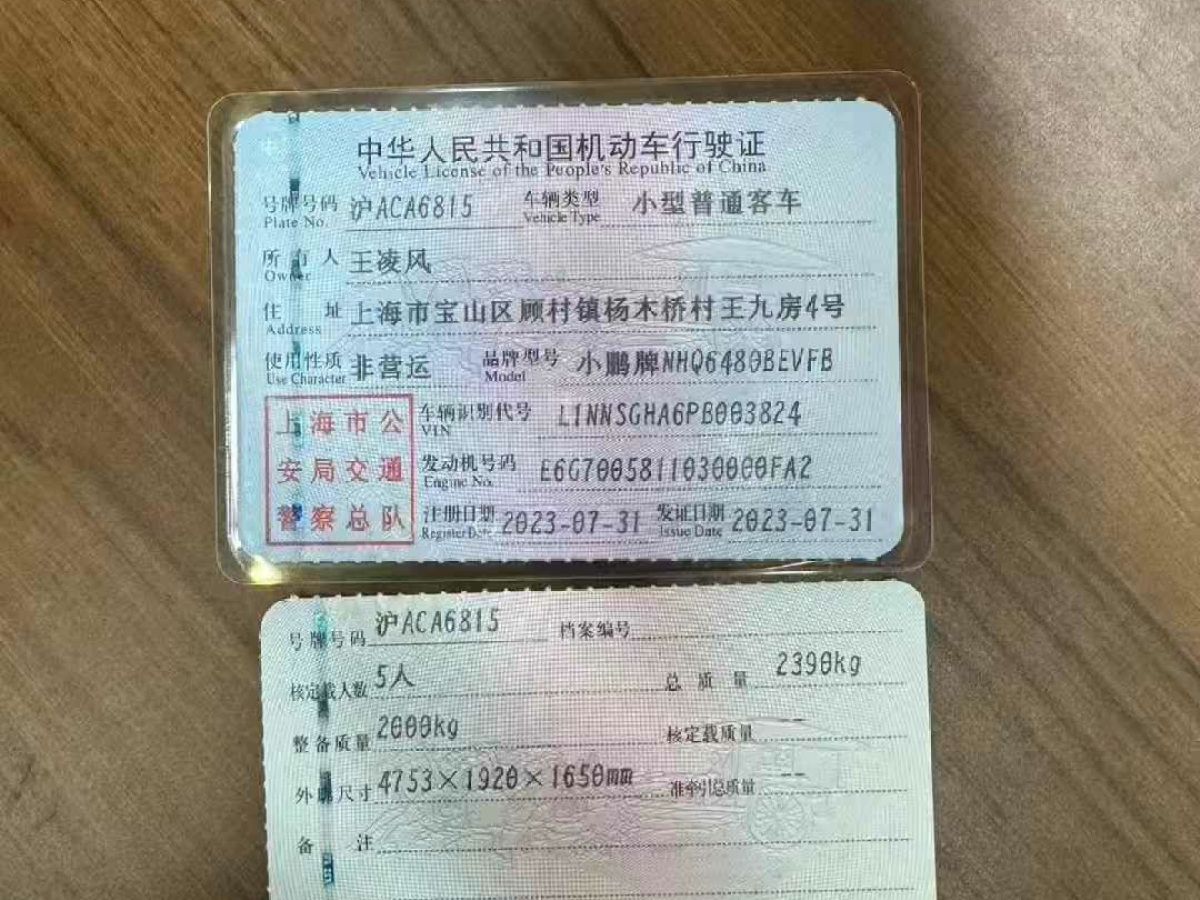 中华人民共和国机动车行驶证
Vehicle License of the People's Republic of China
号牌号码 沪ACA6815 车辆类型 小型普通客车
Plate No. Vehicle Type
所有人 王凌风
Owner
住址 上海市宝山区顾村镇杨木桥村王九房4号
Address
使用性质 非营运 品牌型号 小鹏牌NHQ6480BEVFB
Use Character Model
上海市公 车辆识别代号 L1NNSGHA6PB003824
VIN
安局交通 发动机号码 E6G7005811030000FA2
Engine No.
警察总队 注册日期 2023-07-31 发证日期 2023-07-31
Register Date Issue Date
号牌号码 沪ACA6815 档案编号
核定载人数 5人 总质量 2390kg
整备质量 2000kg 核定载质量 --
外廓尺寸 4753×1920×1650mm 准牵引总质量 --
备注